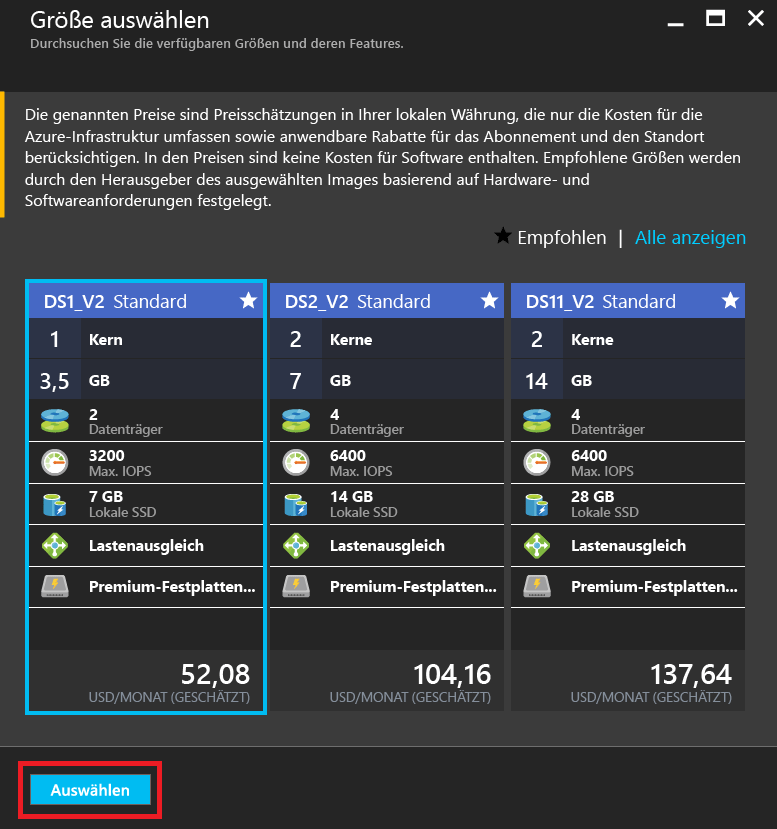 Größe auswählen
Durchsuchen Sie die verfügbaren Größen und deren Features.
Die genannten Preise sind Preisschätzungen in Ihrer lokalen Währung, die nur die Kosten für die
Azure-Infrastruktur umfassen sowie anwendbare Rabatte für das Abonnement und den Standort
berücksichtigen. In den Preisen sind keine Kosten für Software enthalten. Empfohlene Größen werden
durch den Herausgeber des ausgewählten Images basierend auf Hardware- und
Softwareanforderungen festgelegt.
★ Empfohlen | Alle anzeigen
DS1_V2 Standard
1 Kern
3,5 GB
2
Datenträger
3200
Max. IOPS
7 GB
Lokale SSD
Lastenausgleich
Premium-Festplatten...
52,08
USD/MONAT (GESCHÄTZT)
DS2_V2 Standard
2 Kerne
7 GB
4
Datenträger
6400
Max. IOPS
14 GB
Lokale SSD
Lastenausgleich
Premium-Festplatten...
104,16
USD/MONAT (GESCHÄTZT)
DS11_V2 Standard
2 Kerne
14 GB
4
Datenträger
6400
Max. IOPS
28 GB
Lokale SSD
Lastenausgleich
Premium-Festplatten...
137,64
USD/MONAT (GESCHÄTZT)
Auswählen